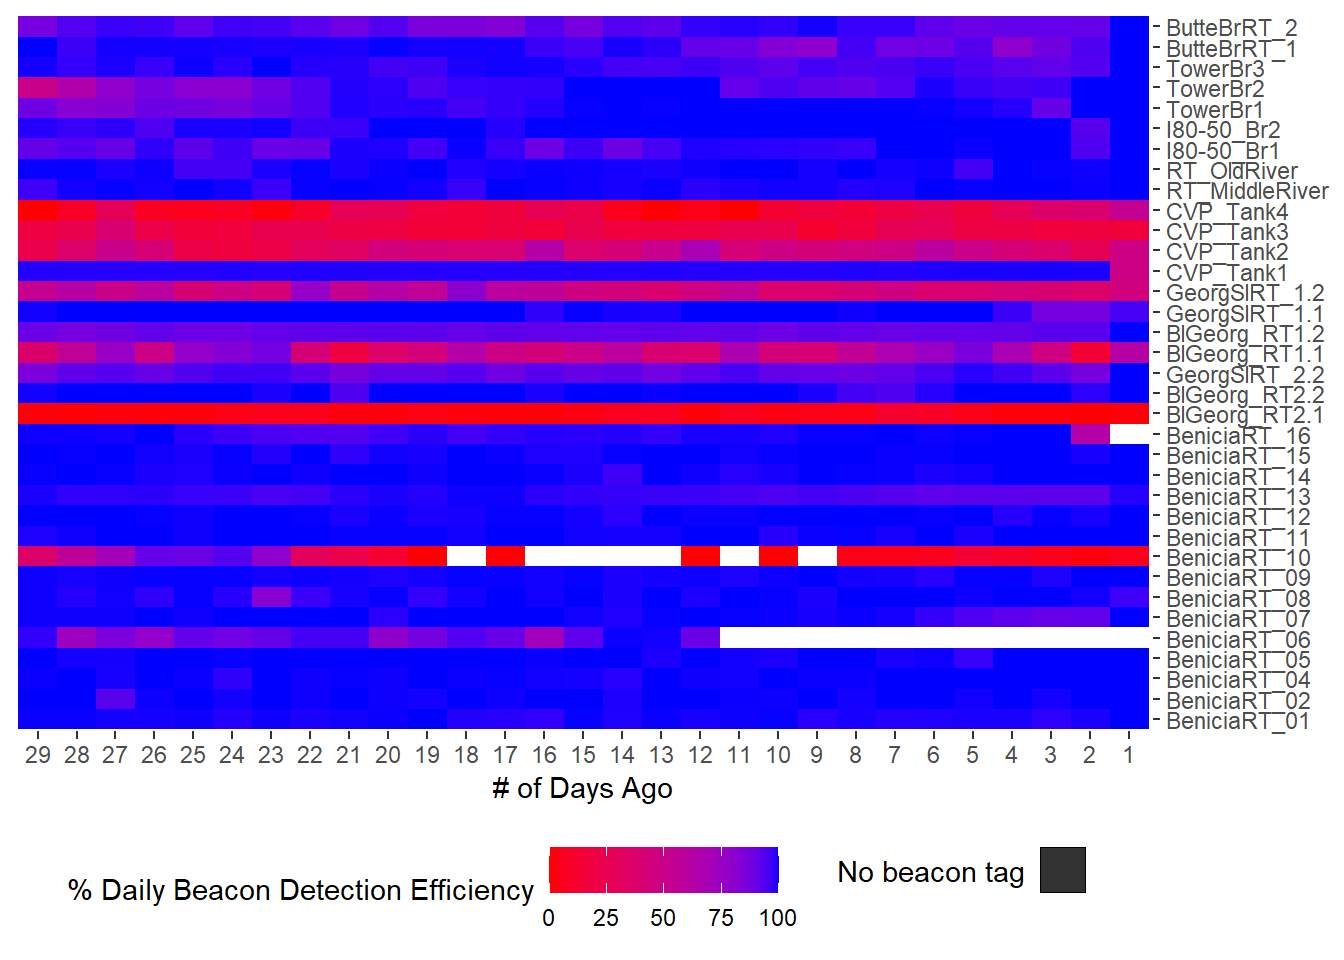 ButteBrRT_2
ButteBrRT_1
TowerBr3
TowerBr2
TowerBr1
I80-50_Br2
I80-50_Br1
RT_OldRiver
RT_MiddleRiver
CVP_Tank4
CVP_Tank3
CVP_Tank2
CVP_Tank1
GeorgSlRT_1.2
GeorgSlRT_1.1
BlGeorg_RT1.2
BlGeorg_RT1.1
GeorgSlRT_2.2
BlGeorg_RT2.2
BlGeorg_RT2.1
BeniciaRT_16
BeniciaRT_15
BeniciaRT_14
BeniciaRT_13
BeniciaRT_12
BeniciaRT_11
BeniciaRT_10
BeniciaRT_09
BeniciaRT_08
BeniciaRT_07
BeniciaRT_06
BeniciaRT_05
BeniciaRT_04
BeniciaRT_02
BeniciaRT_01
29 28 27 26 25 24 23 22 21 20 19 18 17 16 15 14 13 12 11 10 9 8 7 6 5 4 3 2 1
# of Days Ago
% Daily Beacon Detection Efficiency
0 25 50 75 100
No beacon tag